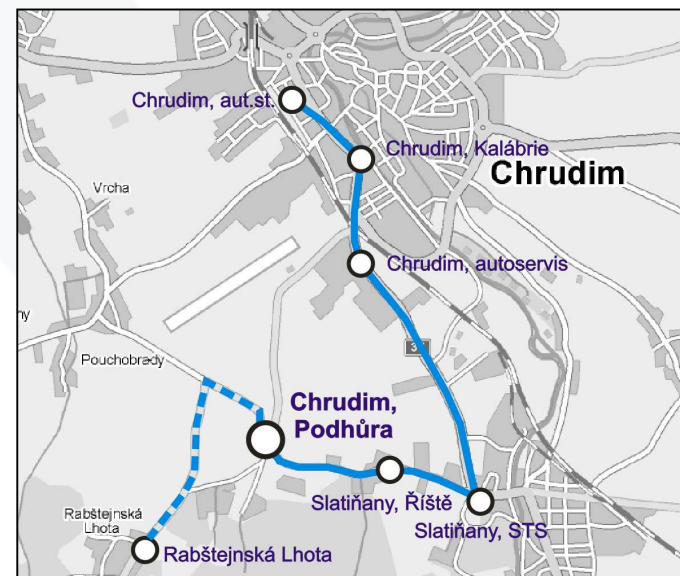 Chrudim, aut.st.
Chrudim, Kalábrie
Chrudim
Vrcha
Chrudim, autoservis
ny
37
Pouchobrady
Chrudim,
Podhůra
Slatiňany, Říště
Rabštejnská
Lhota
Slatiňany, STS
Rabštejnská Lhota